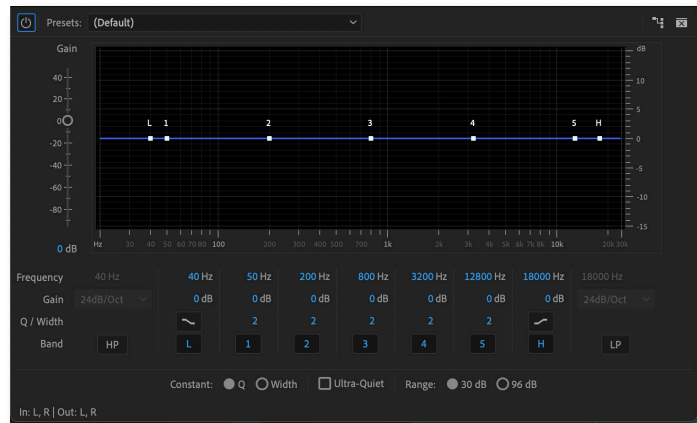 Presets: (Default)
Gain
dB
40
20
0
-20
-40
-60
-80
0 dB
L 1 2 3 4 5 H
10
5
0
-5
-10
-15
Hz 30 40 50 60 70 80 100 200 300 400 500 700 1k 2k 3k 4k 5k 6k 7k 8k 10k 20k 30k
Frequency 40 Hz 40 Hz 50 Hz 200 Hz 800 Hz 3200 Hz 12800 Hz 18000 Hz 18000 Hz
Gain 24dB/Oct 0 dB 0 dB 0 dB 0 dB 0 dB 0 dB 0 dB 24dB/Oct
Q / Width 2 2 2 2 2
Band HP L 1 2 3 4 5 H LP
Constant: Q Width Ultra-Quiet Range: 30 dB 96 dB
In: L, R | Out: L, R